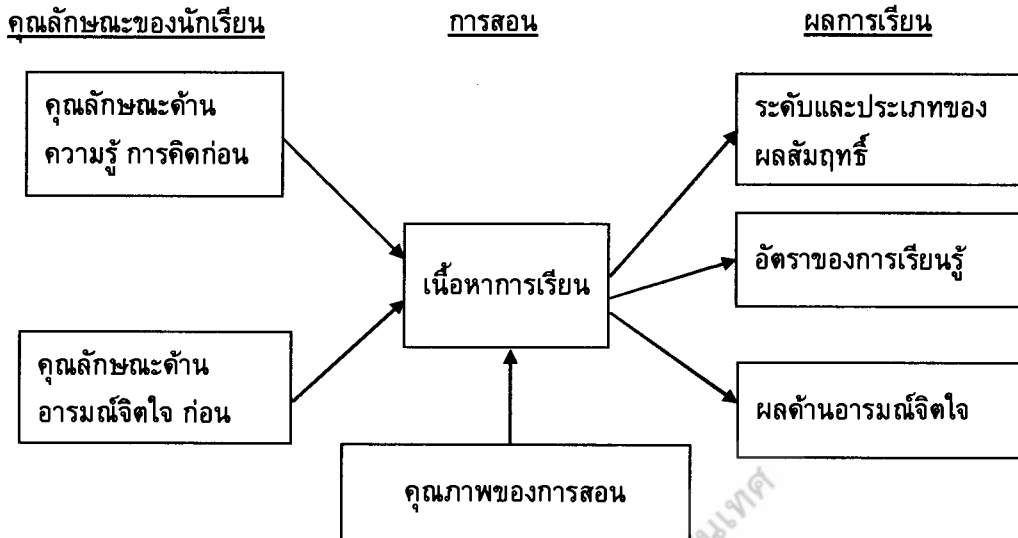 คุณลักษณะของนักเรียน
การสอน
ผลการเรียน
คุณลักษณะด้าน
ความรู้ การคิดก่อน
ระดับและประเภทของ
ผลสัมฤทธิ์
เนื้อหาการเรียน
อัตราของการเรียนรู้
คุณลักษณะด้าน
อารมณ์จิตใจ ก่อน
ผลด้านอารมณ์จิตใจ
คุณภาพของการสอน